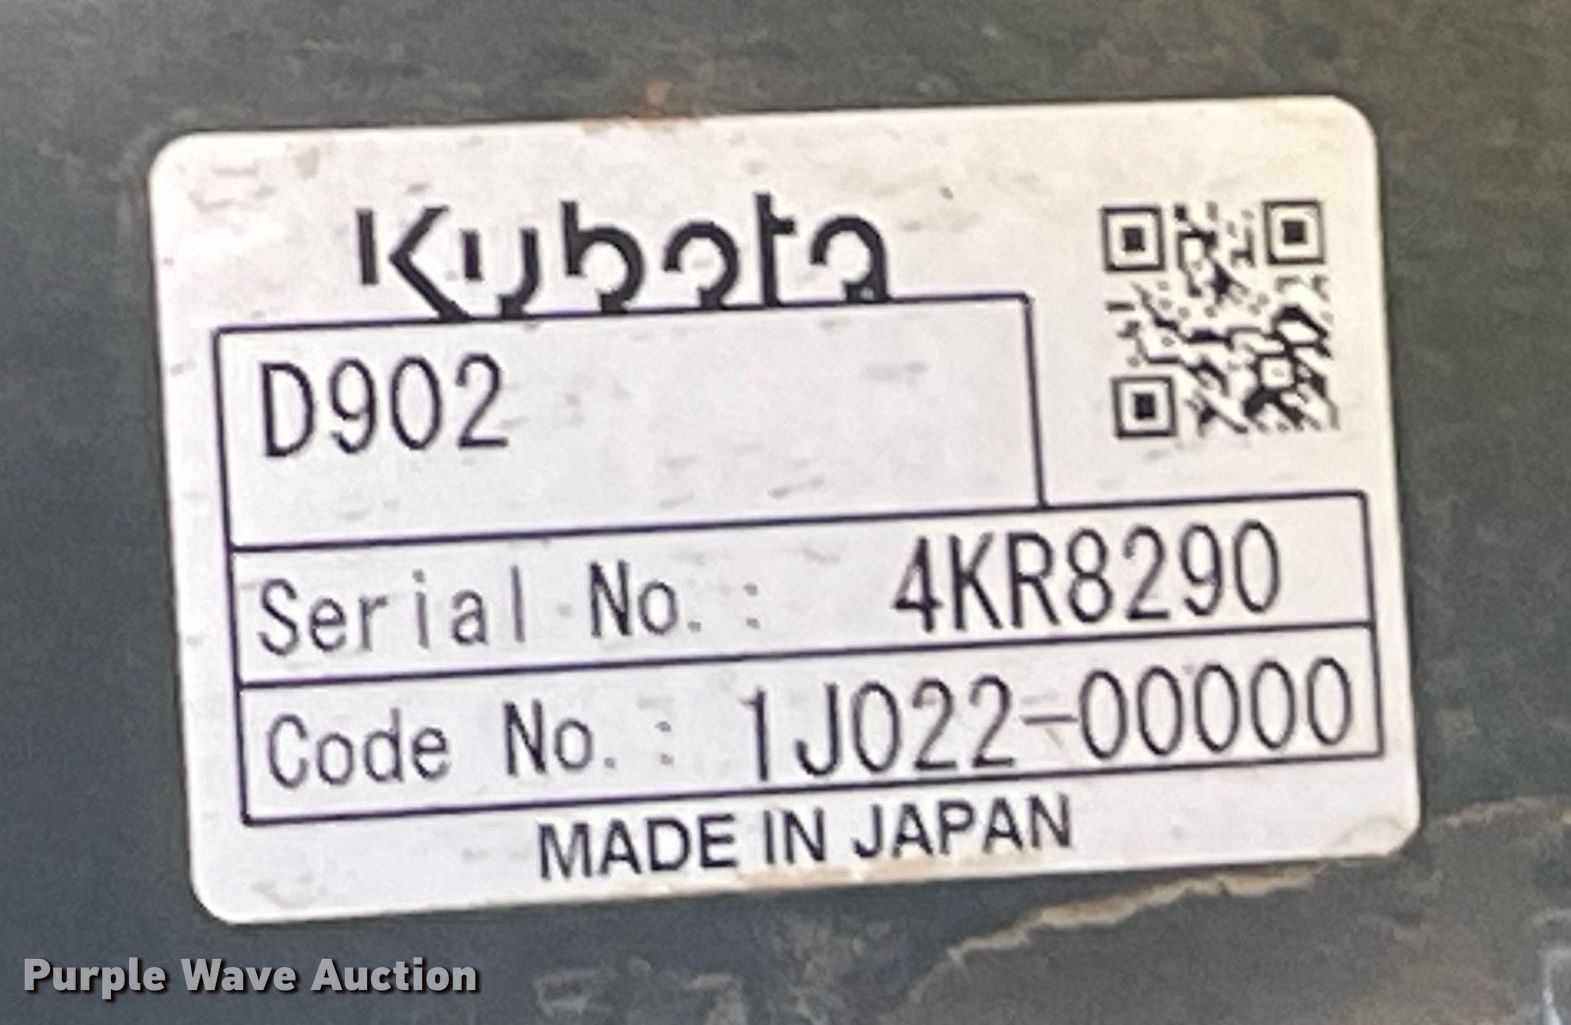 Kubota
D902
Serial No.: 4KR8290
Code No.: 1J022-00000
MADE IN JAPAN
Purple Wave Auction